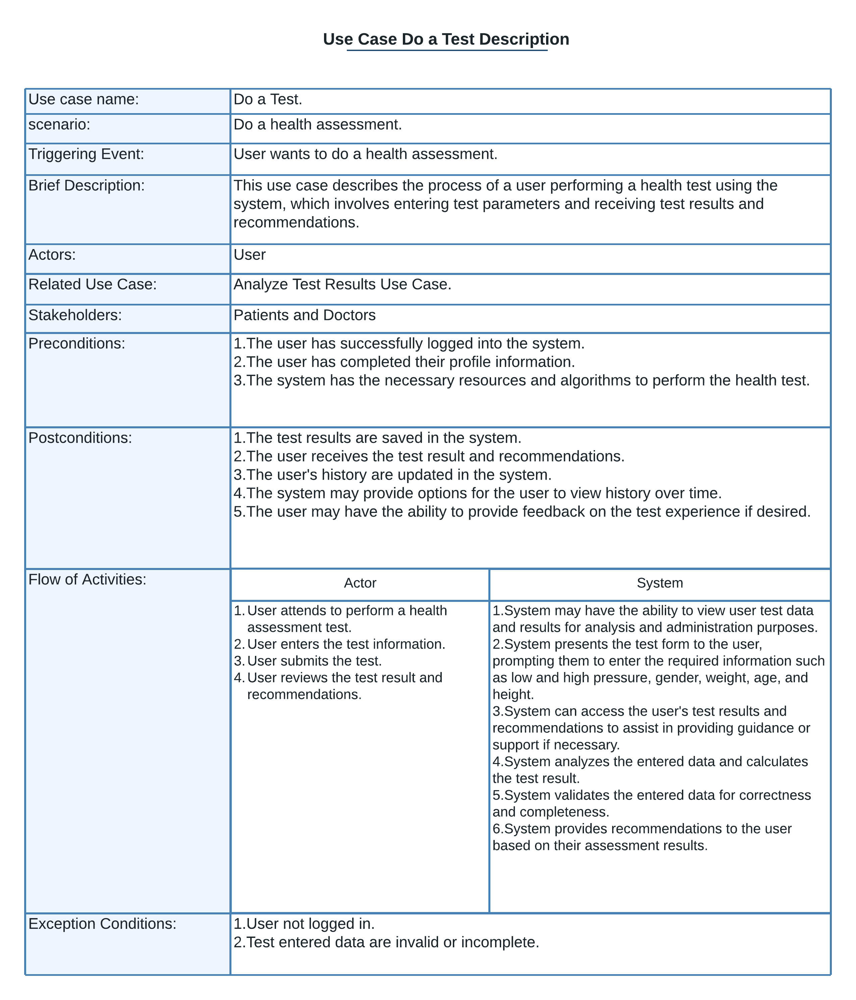 Use Case Do a Test Description
Use case name:
Do a Test.
scenario:
Do a health assessment.
Triggering Event:
User wants to do a health assessment.
Brief Description:
This use case describes the process of a user performing a health test using the
system, which involves entering test parameters and receiving test results and
recommendations.
Actors:
User
Related Use Case:
Analyze Test Results Use Case.
Stakeholders:
Patients and Doctors
Preconditions:
1.The user has successfully logged into the system.
2.The user has completed their profile information.
3.The system has the necessary resources and algorithms to perform the health test.
Postconditions:
1.The test results are saved in the system.
2.The user receives the test result and recommendations.
3.The user's history are updated in the system.
4.The system may provide options for the user to view history over time.
5.The user may have the ability to provide feedback on the test experience if desired.
Flow of Activities:
Actor
1. User attends to perform a health
assessment test.
2. User enters the test information.
3. User submits the test.
4. User reviews the test result and
recommendations.
System
1.System may have the ability to view user test data
and results for analysis and administration purposes.
2.System presents the test form to the user,
prompting them to enter the required information such
as low and high pressure, gender, weight, age, and
height.
3.System can access the user's test results and
recommendations to assist in providing guidance or
support if necessary.
4.System analyzes the entered data and calculates
the test result.
5.System validates the entered data for correctness
and completeness.
6.System provides recommendations to the user
based on their assessment results.
Exception Conditions:
1.User not logged in.
2.Test entered data are invalid or incomplete.